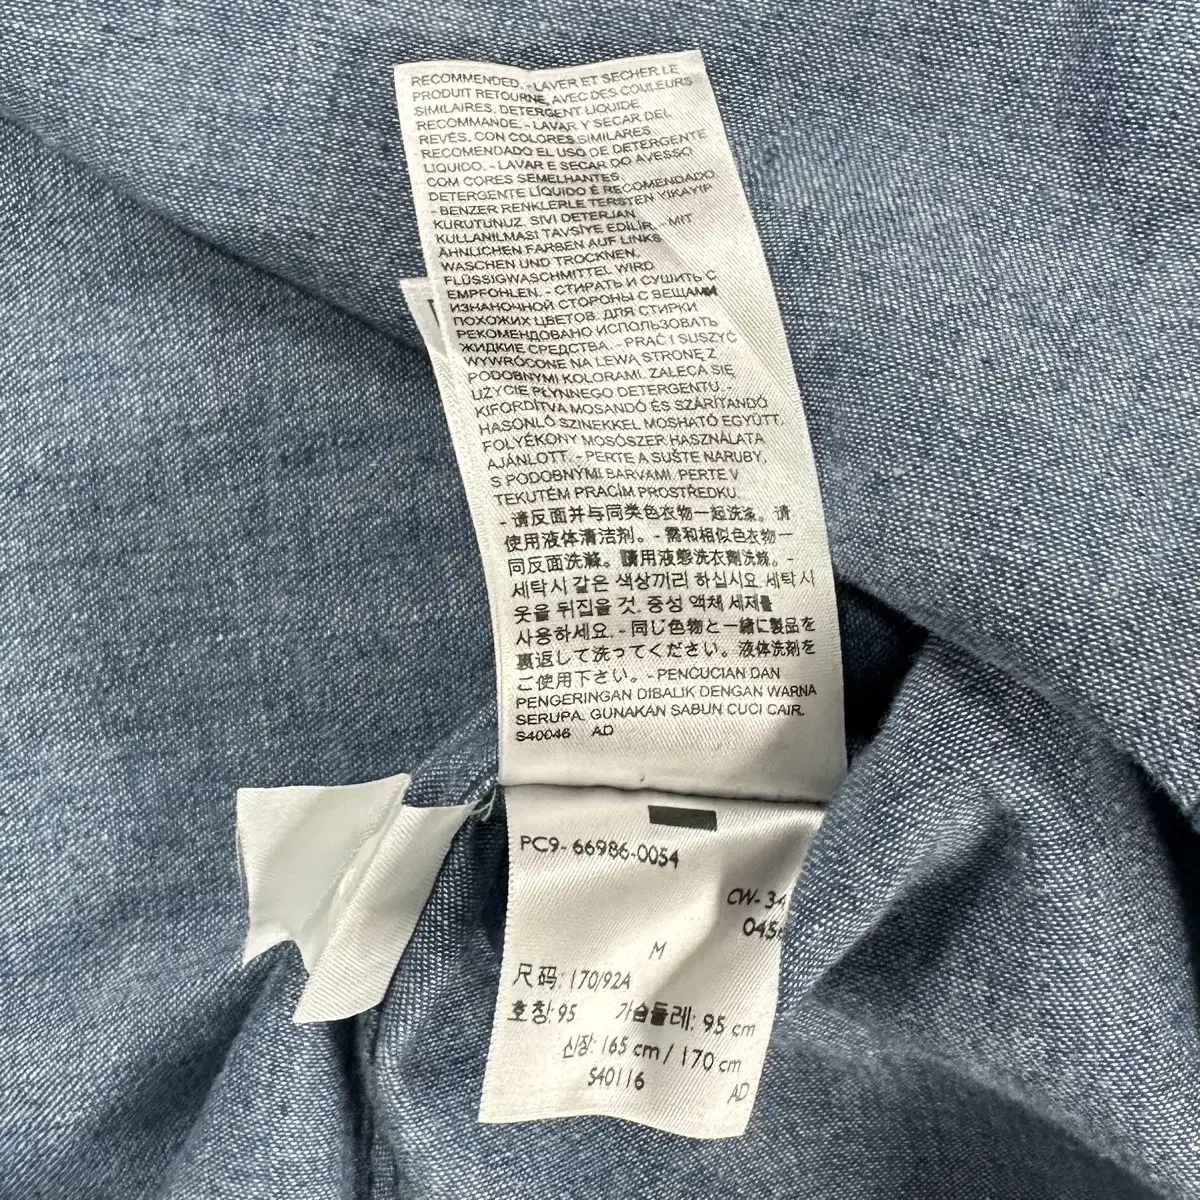 RECOMMENDED. - LAVER ET SECHER LE
PRODUIT RETOURNE, AVEC DES COULEURS
SIMILAIRES. DETERGENT LIQUIDE
RECOMMANDE. - LAVAR Y SECAR DEL
REVÉS, CON COLORES SIMILARES.
RECOMENDADO EL USO DE DETERGENTE
LÍQUIDO. - LAVAR E SECAR DO AVESSO
COM CORES SEMELHANTES.
DETERGENTE LÍQUIDO É RECOMENDADO.
- BENZER RENKLERLE TERSTEN YIKAYIP
KURUTUNUZ. SIVI DETERJAN
KULLANILMASI TAVSİYE EDİLİR. - MIT
ÄHNLICHEN FARBEN AUF LINKS
WASCHEN UND TROCKNEN.
FLÜSSIGWASCHMITTEL WIRD
EMPFOHLEN. - СТИРАТЬ И СУШИТЬ С
ИЗНАНОЧНОЙ СТОРОНЫ С ВЕЩАМИ
ПОХОЖИХ ЦВЕТОВ. ДЛЯ СТИРКИ
РЕКОМЕНДОВАНО ИСПОЛЬЗОВАТЬ
ЖИДКИЕ СРЕДСТВА. - PRAĆ I SUSZYĆ
WYWRÓCONE NA LEWĄ STRONĘ Z
PODOBNYMI KOLORAMI. ZALECA SIĘ
UŻYCIE PŁYNNEGO DETERGENTU. -
KIFORDÍTVA MOSANDÓ ÉS SZÁRÍTANDÓ
HASONLÓ SZINEKKEL MOSHATÓ EGYÜTT.
FOLYÉKONY MOSÓSZER HASZNÁLATA
AJÁNLOTT. - PERTE A SUŠTE NARUBY,
S PODOBNÝMI BARVAMI. PERTE V
TEKUTÉM PRACÍM PROSTŘEDKU.
- 请反面并与同类色衣物一起洗涤。请
使用液体清洁剂。- 需和相似色衣物一
同反面洗滌。請用液態洗衣劑洗滌。-
세탁시 같은 색상끼리 하십시요 세탁시
옷을 뒤집을 것. 중성 액체 세제를
사용하세요. - 同じ色物と一緒に製品を
裏返して洗ってください。液体洗剤を
ご使用下さい。- PENCUCIAN DAN
PENGERINGAN DIBALIK DENGAN WARNA
SERUPA. GUNAKAN SABUN CUCI CAIR.
S40046 AD
PC9- 66986-0054
CW- 34
045
M
尺码: 170/92A
호칭: 95 가슴둘레: 95 cm
신장: 165 cm / 170 cm
S40116 AD